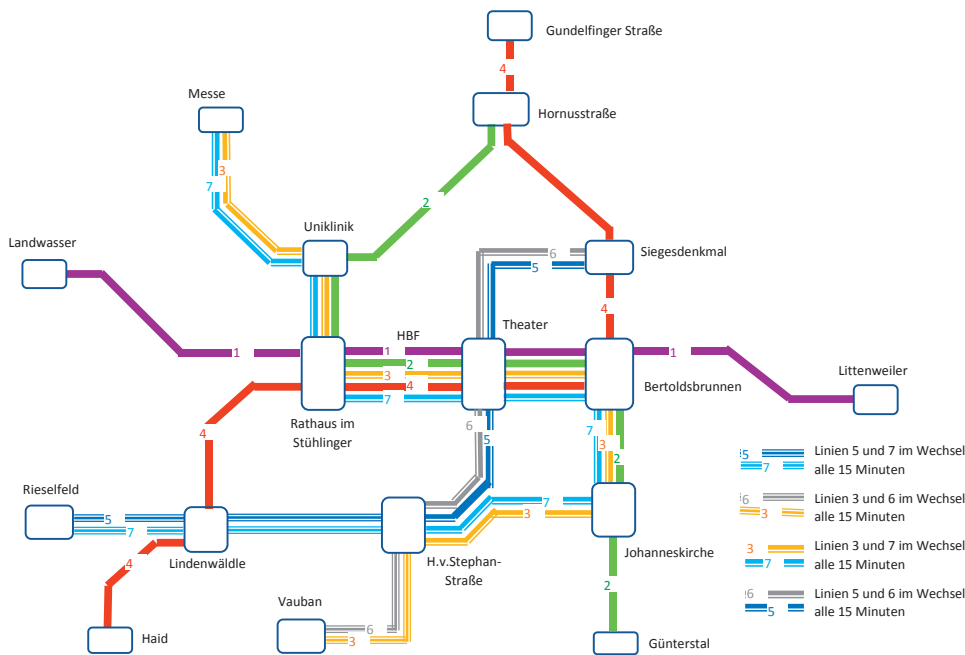 Gundelfinger Straße
4
Messe
Hornusstraße
3
7
2
Uniklinik
Landwasser
Siegesdenkmal
6
5
4
Theater
HBF
1
1
1
2
3
4
7
Bertoldsbrunnen
Littenweiler
Rathaus im
Stühlinger
6
5
7
3
2
4
5 Linien 5 und 7 im Wechsel
7 alle 15 Minuten
Rieselfeld
5
7
7
3
6 Linien 3 und 6 im Wechsel
3 alle 15 Minuten
Lindenwäldle
H.v.Stephan-
Straße
Johanneskirche
3 Linien 3 und 7 im Wechsel
7 alle 15 Minuten
4
2
Vauban
6
3
6 Linien 5 und 6 im Wechsel
5 alle 15 Minuten
Haid
Günterstal